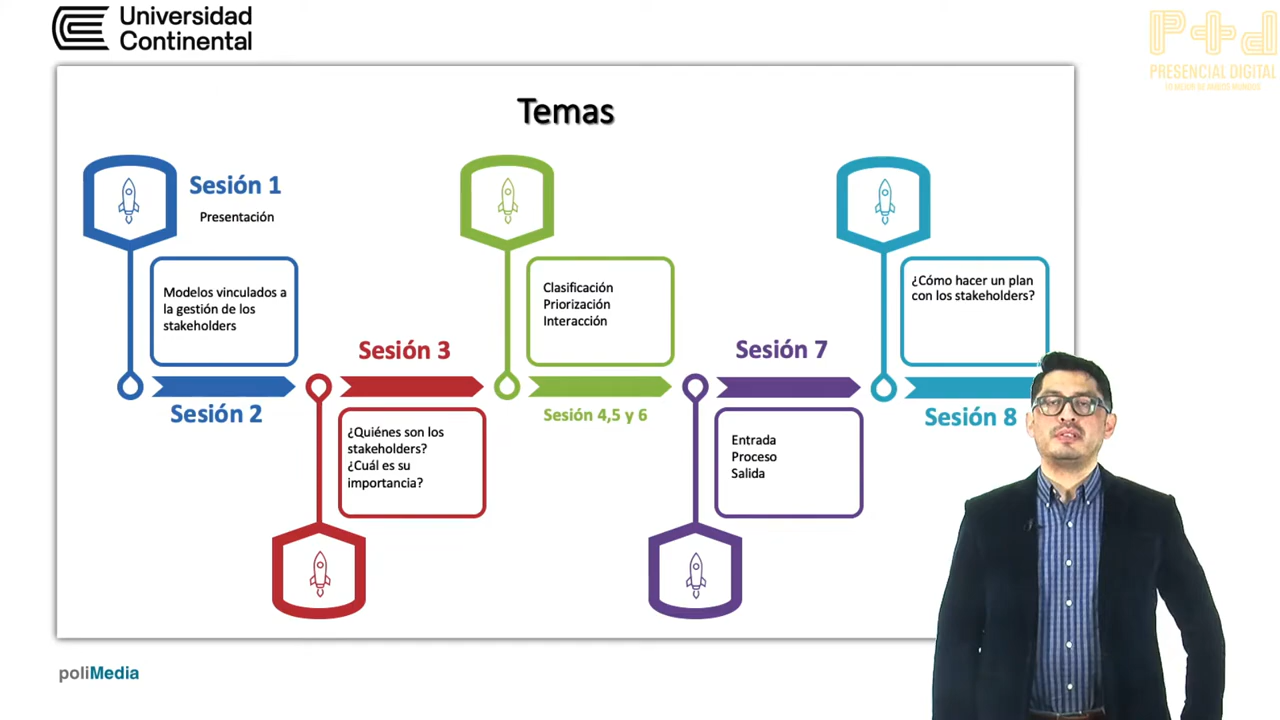 Universidad
Continental
PRESENCIAL DIGITAL
Temas
Sesión 1
Presentación
Modelos vinculados a
la gestión de los
stakeholders
Sesión 2
Sesión 3
¿Quiénes son los
stakeholders?
¿Cuál es su
importancia?
Clasificación
Priorización
Interacción
Sesión 4,5 y 6
Sesión 7
Entrada
Proceso
Salida
¿Cómo hacer un plan
con los stakeholders?
Sesión 8
poliMedia